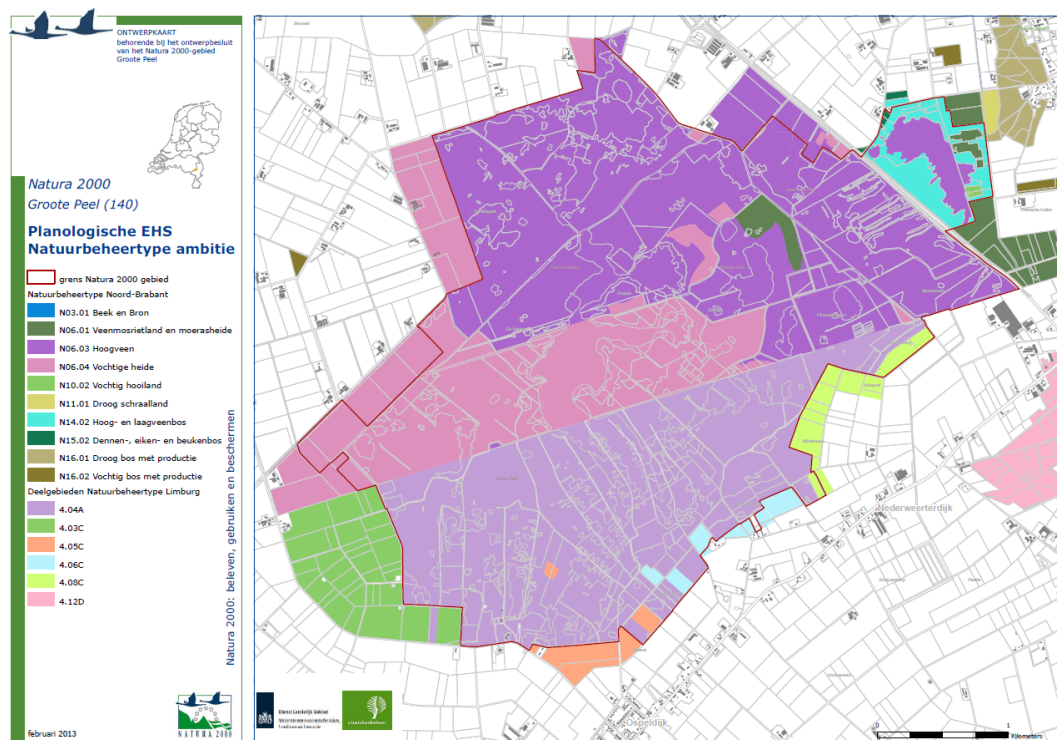 ONTWERPKAART
behorende bij het ontwerpbesluit
van het Natura 2000-gebied
Groote Peel
Natura 2000
Groote Peel (140)
Planologische EHS
Natuurbeheertype ambitie
grens Natura 2000 gebied
Natuurbeheertype Noord-Brabant
N03.01 Beek en Bron
N06.01 Veenmosrietland en moerasheide
N06.03 Hoogveen
N06.04 Vochtige heide
N10.02 Vochtig hooiland
N11.01 Droog schraalland
N14.02 Hoog- en laagveenbos
N15.02 Dennen-, eiken- en beukenbos
N16.01 Droog bos met productie
N16.02 Vochtig bos met productie
Deelgebieden Natuurbeheertype Limburg
4.04A
4.03C
4.05C
4.06C
4.08C
4.12D
Natura 2000: beleven, gebruiken en beschermen
februari 2013
NATURA 2000
Dienst Landelijk Gebied
Nederweerterdijk
Ospeldijk
0 1
Kilometers